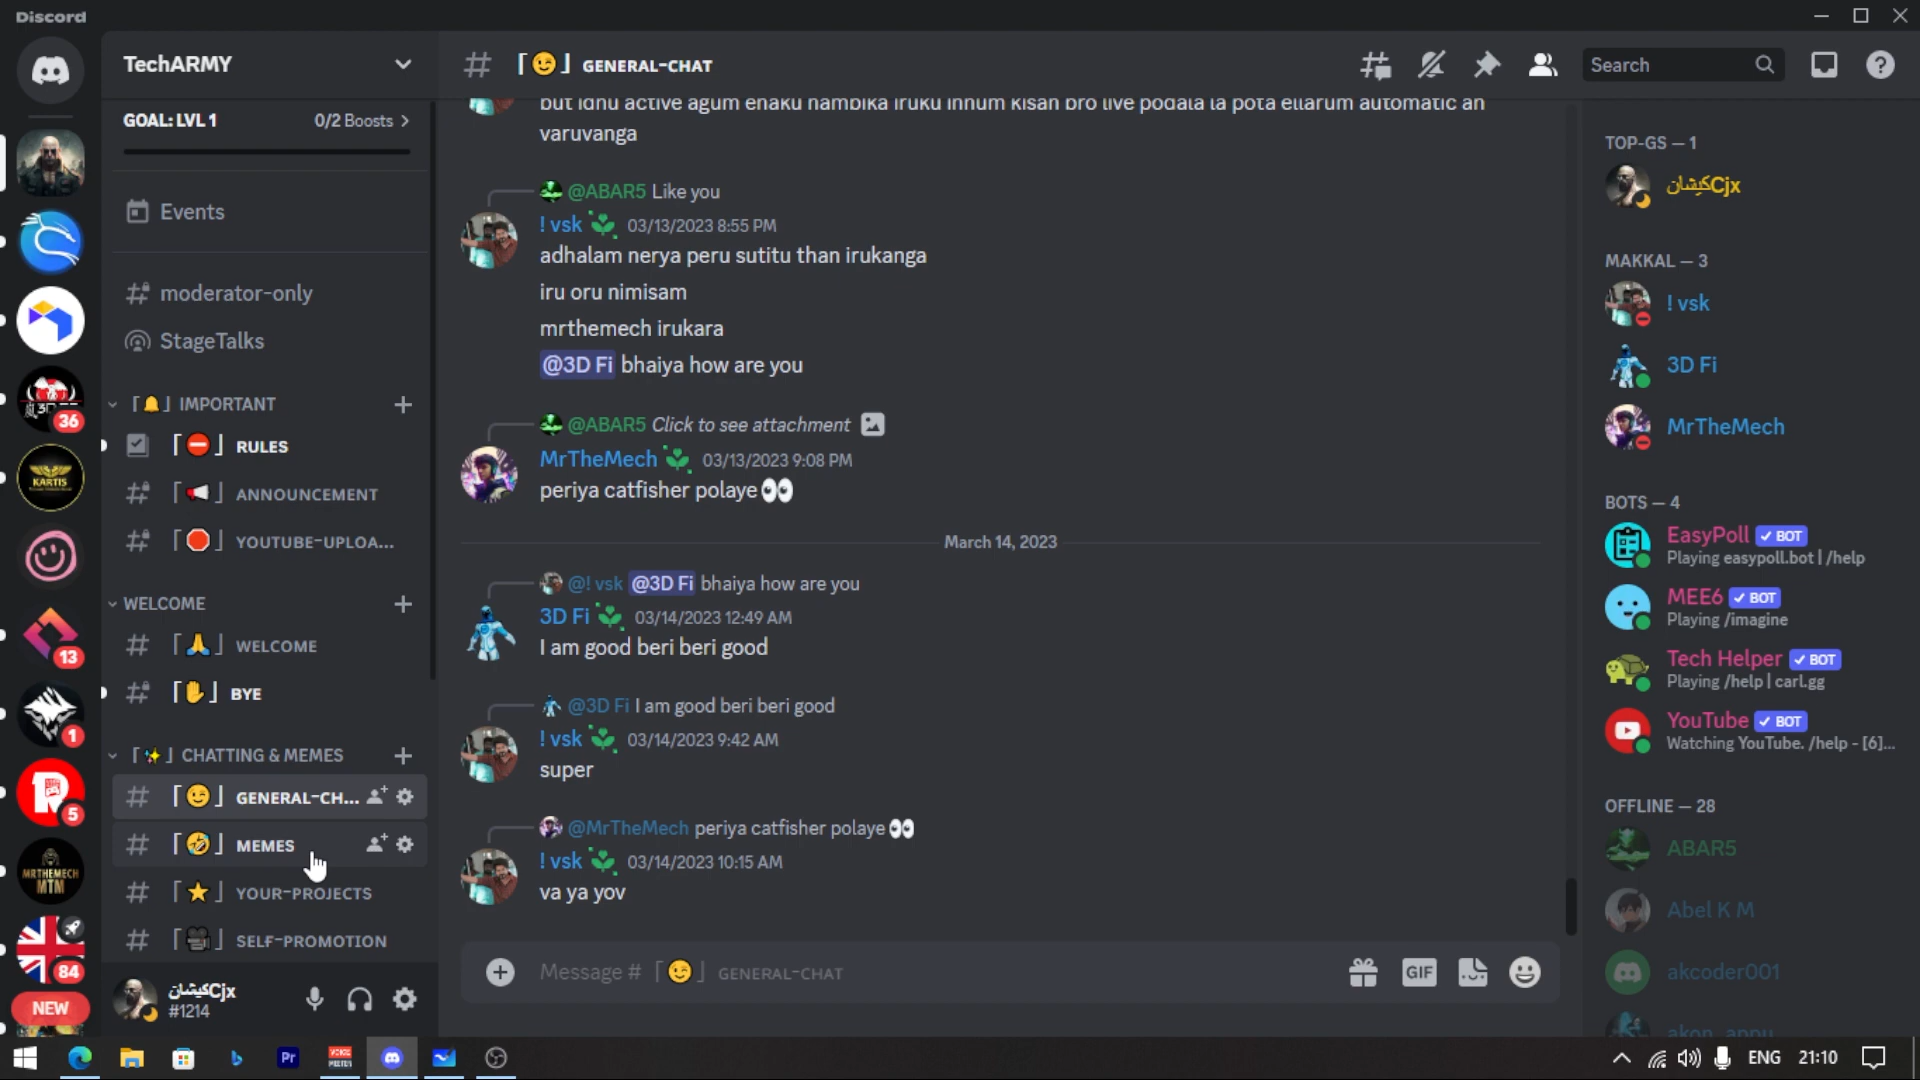 Discord
TechARMY
GOAL: LVL 1
0/2 Boosts
Events
moderator-only
StageTalks
「🔔」 IMPORTANT
「⛔」 RULES
「📢」 ANNOUNCEMENT
「🛑」 YOUTUBE-UPLOA...
WELCOME
「🙏」 WELCOME
「✋」 BYE
「✨」 CHATTING & MEMES
「😉」 GENERAL-CH...
「🤣」 MEMES
「⭐」 YOUR-PROJECTS
「🎥」 SELF-PROMOTION
كيشانCjx
#1214
36
KARTIS
13
1
5
MRTHEMECH
MTM
84
NEW
# 「😉」 GENERAL-CHAT
Search
but idhu active agum enaku nambika iruku innum kisan bro live podala la pota ellarum automatic ah
varuvanga
@ABAR5 Like you
! vsk 03/13/2023 8:55 PM
adhalam nerya peru sutitu than irukanga
iru oru nimisam
mrthemech irukara
@3D Fi bhaiya how are you
@ABAR5 Click to see attachment
MrTheMech 03/13/2023 9:08 PM
periya catfisher polaye👀
March 14, 2023
@! vsk @3D Fi bhaiya how are you
3D Fi 03/14/2023 12:49 AM
I am good beri beri good
@3D Fi I am good beri beri good
! vsk 03/14/2023 9:42 AM
super
@MrTheMech periya catfisher polaye👀
! vsk 03/14/2023 10:15 AM
va ya yov
Message # 「😉」 GENERAL-CHAT
GIF
TOP-GS — 1
كيشانCjx
MAKKAL — 3
! vsk
3D Fi
MrTheMech
BOTS — 4
EasyPoll ✓ BOT
Playing easypoll.bot | /help
MEE6 ✓ BOT
Playing /imagine
Tech Helper ✓ BOT
Playing /help | carl.gg
YouTube ✓ BOT
Watching YouTube. /help - [6]...
OFFLINE — 28
ABAR5
Abel K M
akcoder001
akon_appu
Pr
ENG
21:10